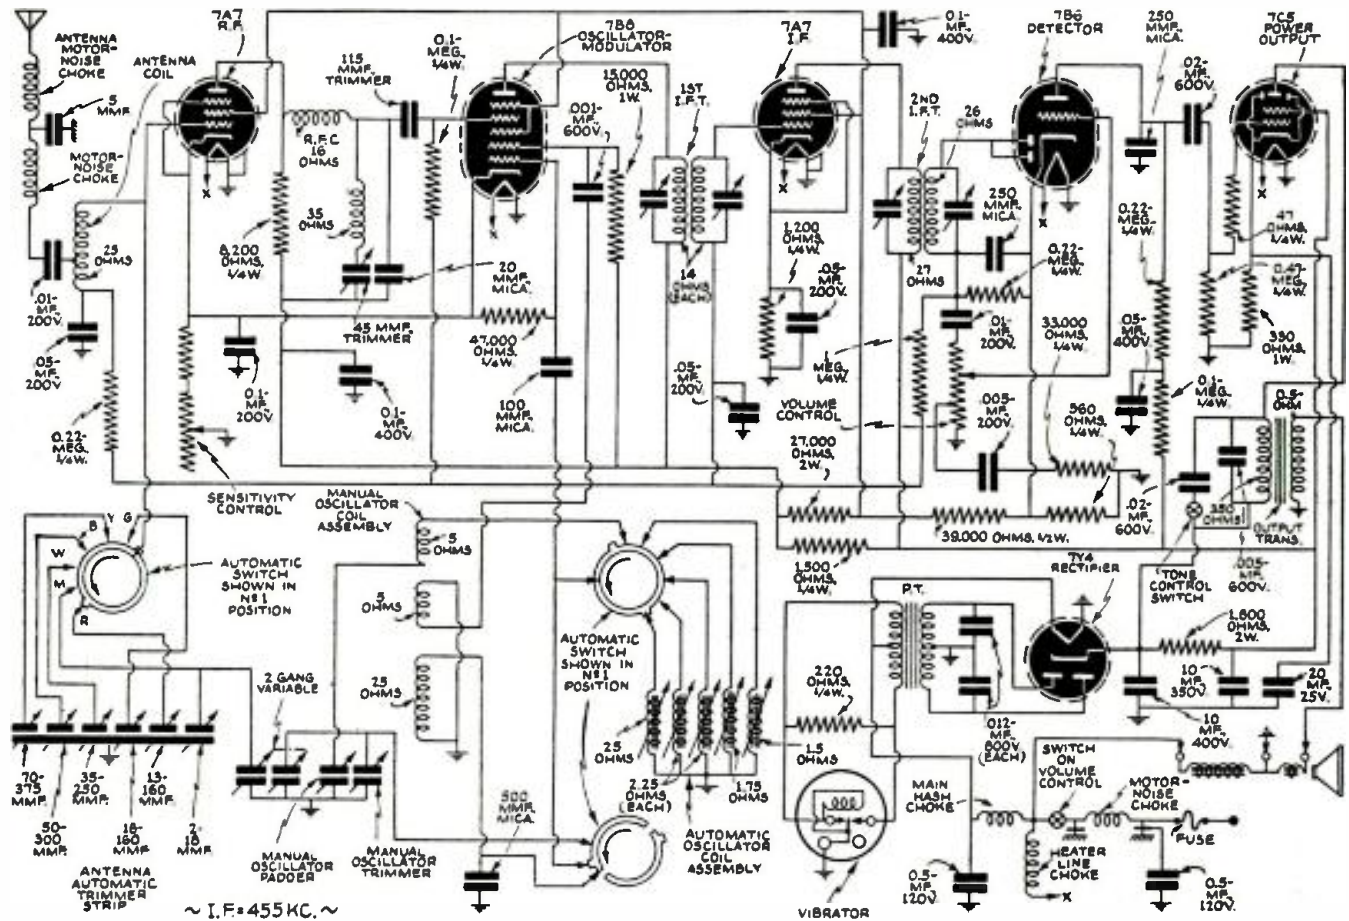 7A7
R.F.
7B8
OSCILLATOR-
MODULATOR
7A7
I.F.
0.1-
MF.
400V.
7B6
DETECTOR
250
MMF.
MICA.
7C5
POWER
OUTPUT
ANTENNA
MOTOR-
NOISE
CHOKE
ANTENNA
COIL
5
MMF
MOTOR-
NOISE
CHOKE
115
MMF.
TRIMMER
0.1-
MEG.
1/4W.
15,000
OHMS,
1W.
1ST
I.F.T.
.001-
MF.
600V.
2ND
I.F.T.
26
OHMS
.02-
MF.
600V.
R.F.C
16
OHMS
35
OHMS
8,200
OHMS,
1/4W.
20
MMF.
MICA.
45 MMF.
TRIMMER
X
X
X
X
X
25
OHMS
.01-
MF.
200V.
.05-
MF.
200V.
0.22-
MEG.
1/4W.
0.1-
MF.
200V.
0.1-
MF.
400V.
47,000
OHMS,
1/4W.
100
MMF.
MICA.
14
OHMS
(EACH)
.05-
MF.
200V.
1,200
OHMS,
1/4W.
.05-
MF.
200V.
27
OHMS
250
MMF.
MICA.
0.22-
MEG.
1/4W.
.01-
MF.
200V.
33,000
OHMS,
1/4W.
0.22-
MEG.
1/4W.
.05-
MF.
400V.
47
OHMS,
1/4W.
0.47-
MEG.
1/4W.
330
OHMS
1W.
0.5-
OHM
1
MEG.
1/4W.
VOLUME
CONTROL
.005-
MF.
200V.
560
OHMS,
1/4W.
0.1-
MEG.
1/4W.
27,000
OHMS,
2W.
SENSITIVITY
CONTROL
MANUAL
OSCILLATOR
COIL
ASSEMBLY
39,000 OHMS, 1/2W.
.02-
MF.
600V.
350
OHMS
OUTPUT
TRANS.
.005-
MF.
600V.
TONE
CONTROL
SWITCH
1,500
OHMS,
1/4W.
7Y4
RECTIFIER
P.T.
B Y G
W
M
R
AUTOMATIC
SWITCH
SHOWN IN
Nº1
POSITION
5
OHMS
5
OHMS
25
OHMS
AUTOMATIC
SWITCH
SHOWN IN
Nº1
POSITION
220
OHMS,
1/4W.
1,800
OHMS,
2W.
10
MF.
350V.
20
MF.
25V.
10
MF.
400V.
.012-
MF.
800V.
(EACH)
2 GANG
VARIABLE
25
OHMS
2.25
OHMS
(EACH)
1.75
OHMS
1.5
OHMS
AUTOMATIC
OSCILLATOR
COIL
ASSEMBLY
70-
375
MMF.
50-
300
MMF.
35-
250
MMF.
18-
160
MMF.
13-
160
MMF.
2-
18
MMF.
ANTENNA
AUTOMATIC
TRIMMER
STRIP
MANUAL
OSCILLATOR
PADDER
MANUAL
OSCILLATOR
TRIMMER
500
MMF.
MICA.
MAIN
HASH
CHOKE
SWITCH
ON
VOLUME
CONTROL
MOTOR-
NOISE
CHOKE
FUSE
HEATER
LINE
CHOKE
X
0.5-
MF.
120V.
0.5-
MF.
120V.
VIBRATOR
~ I.F.=455 KC. ~